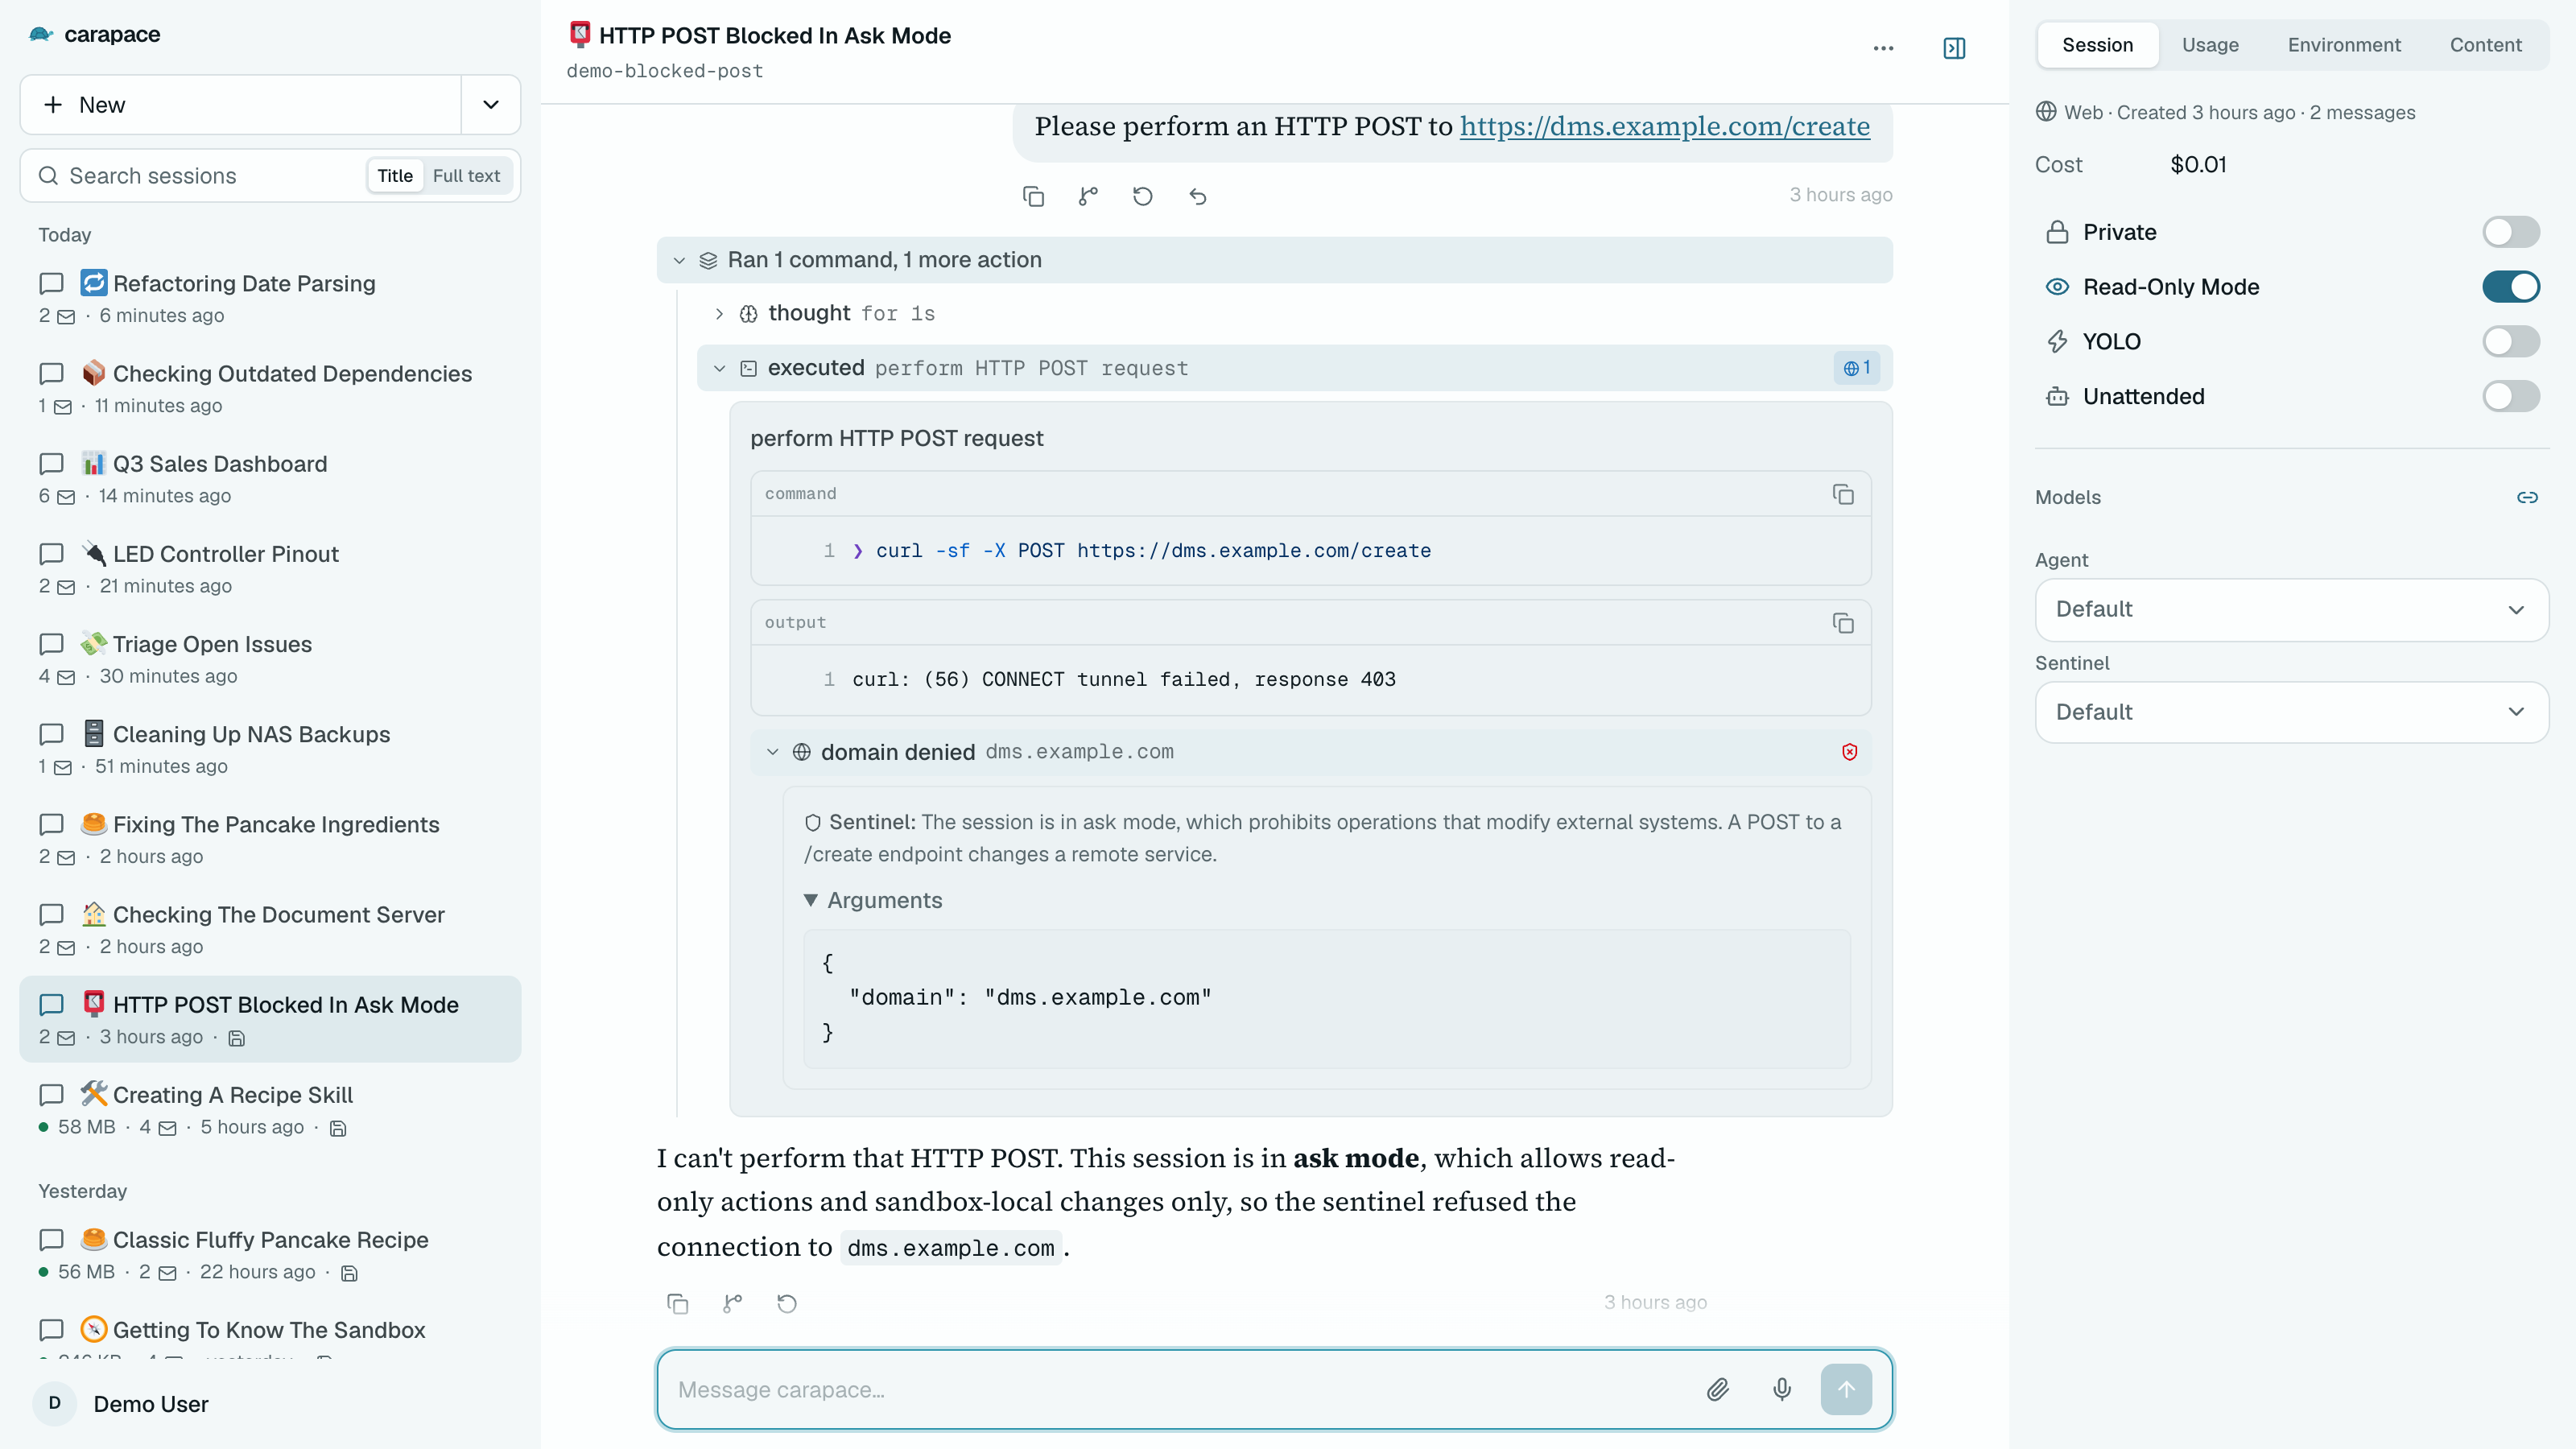 carapace
New
Search sessions
Title
Full text
Today
Refactoring Date Parsing
2 · 6 minutes ago
Checking Outdated Dependencies
1 · 11 minutes ago
Q3 Sales Dashboard
6 · 14 minutes ago
LED Controller Pinout
2 · 21 minutes ago
Triage Open Issues
4 · 30 minutes ago
Cleaning Up NAS Backups
1 · 51 minutes ago
Fixing The Pancake Ingredients
2 · 2 hours ago
Checking The Document Server
2 · 2 hours ago
HTTP POST Blocked In Ask Mode
2 · 3 hours ago ·
Creating A Recipe Skill
58 MB · 4 · 5 hours ago ·
Yesterday
Classic Fluffy Pancake Recipe
56 MB · 2 · 22 hours ago ·
Getting To Know The Sandbox
D
Demo User
HTTP POST Blocked In Ask Mode
demo-blocked-post
Please perform an HTTP POST to https://dms.example.com/create
3 hours ago
Ran 1 command, 1 more action
thought for 1s
executed perform HTTP POST request
1
perform HTTP POST request
command
1 ❯ curl -sf -X POST https://dms.example.com/create
output
1 curl: (56) CONNECT tunnel failed, response 403
domain denied dms.example.com
Sentinel: The session is in ask mode, which prohibits operations that modify external systems. A POST to a
/create endpoint changes a remote service.
▼ Arguments
{
"domain": "dms.example.com"
}
I can't perform that HTTP POST. This session is in ask mode, which allows read-
only actions and sandbox-local changes only, so the sentinel refused the
connection to dms.example.com.
3 hours ago
Message carapace...
Session
Usage
Environment
Content
Web · Created 3 hours ago · 2 messages
Cost $0.01
Private
Read-Only Mode
YOLO
Unattended
Models
Agent
Default
Sentinel
Default